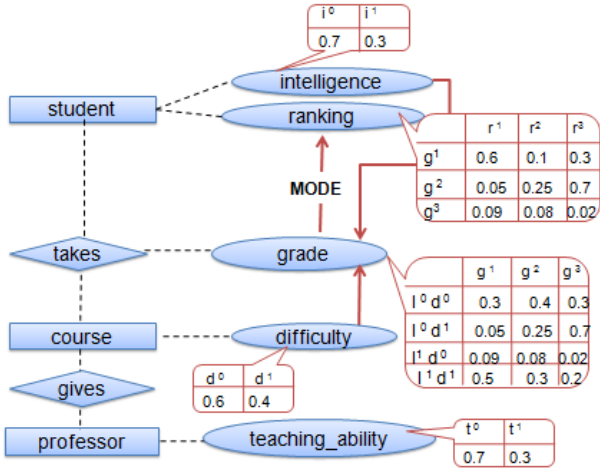 i⁰ i¹
0.7 0.3
intelligence
student
ranking
r¹ r² r³
g¹ 0.6 0.1 0.3
g² 0.05 0.25 0.7
g³ 0.09 0.08 0.02
MODE
takes
grade
g¹ g² g³
I⁰ d⁰ 0.3 0.4 0.3
I⁰ d¹ 0.05 0.25 0.7
I¹ d⁰ 0.09 0.08 0.02
I¹ d¹ 0.5 0.3 0.2
course
difficulty
d⁰ d¹
0.6 0.4
gives
professor
teaching_ability
t⁰ t¹
0.7 0.3